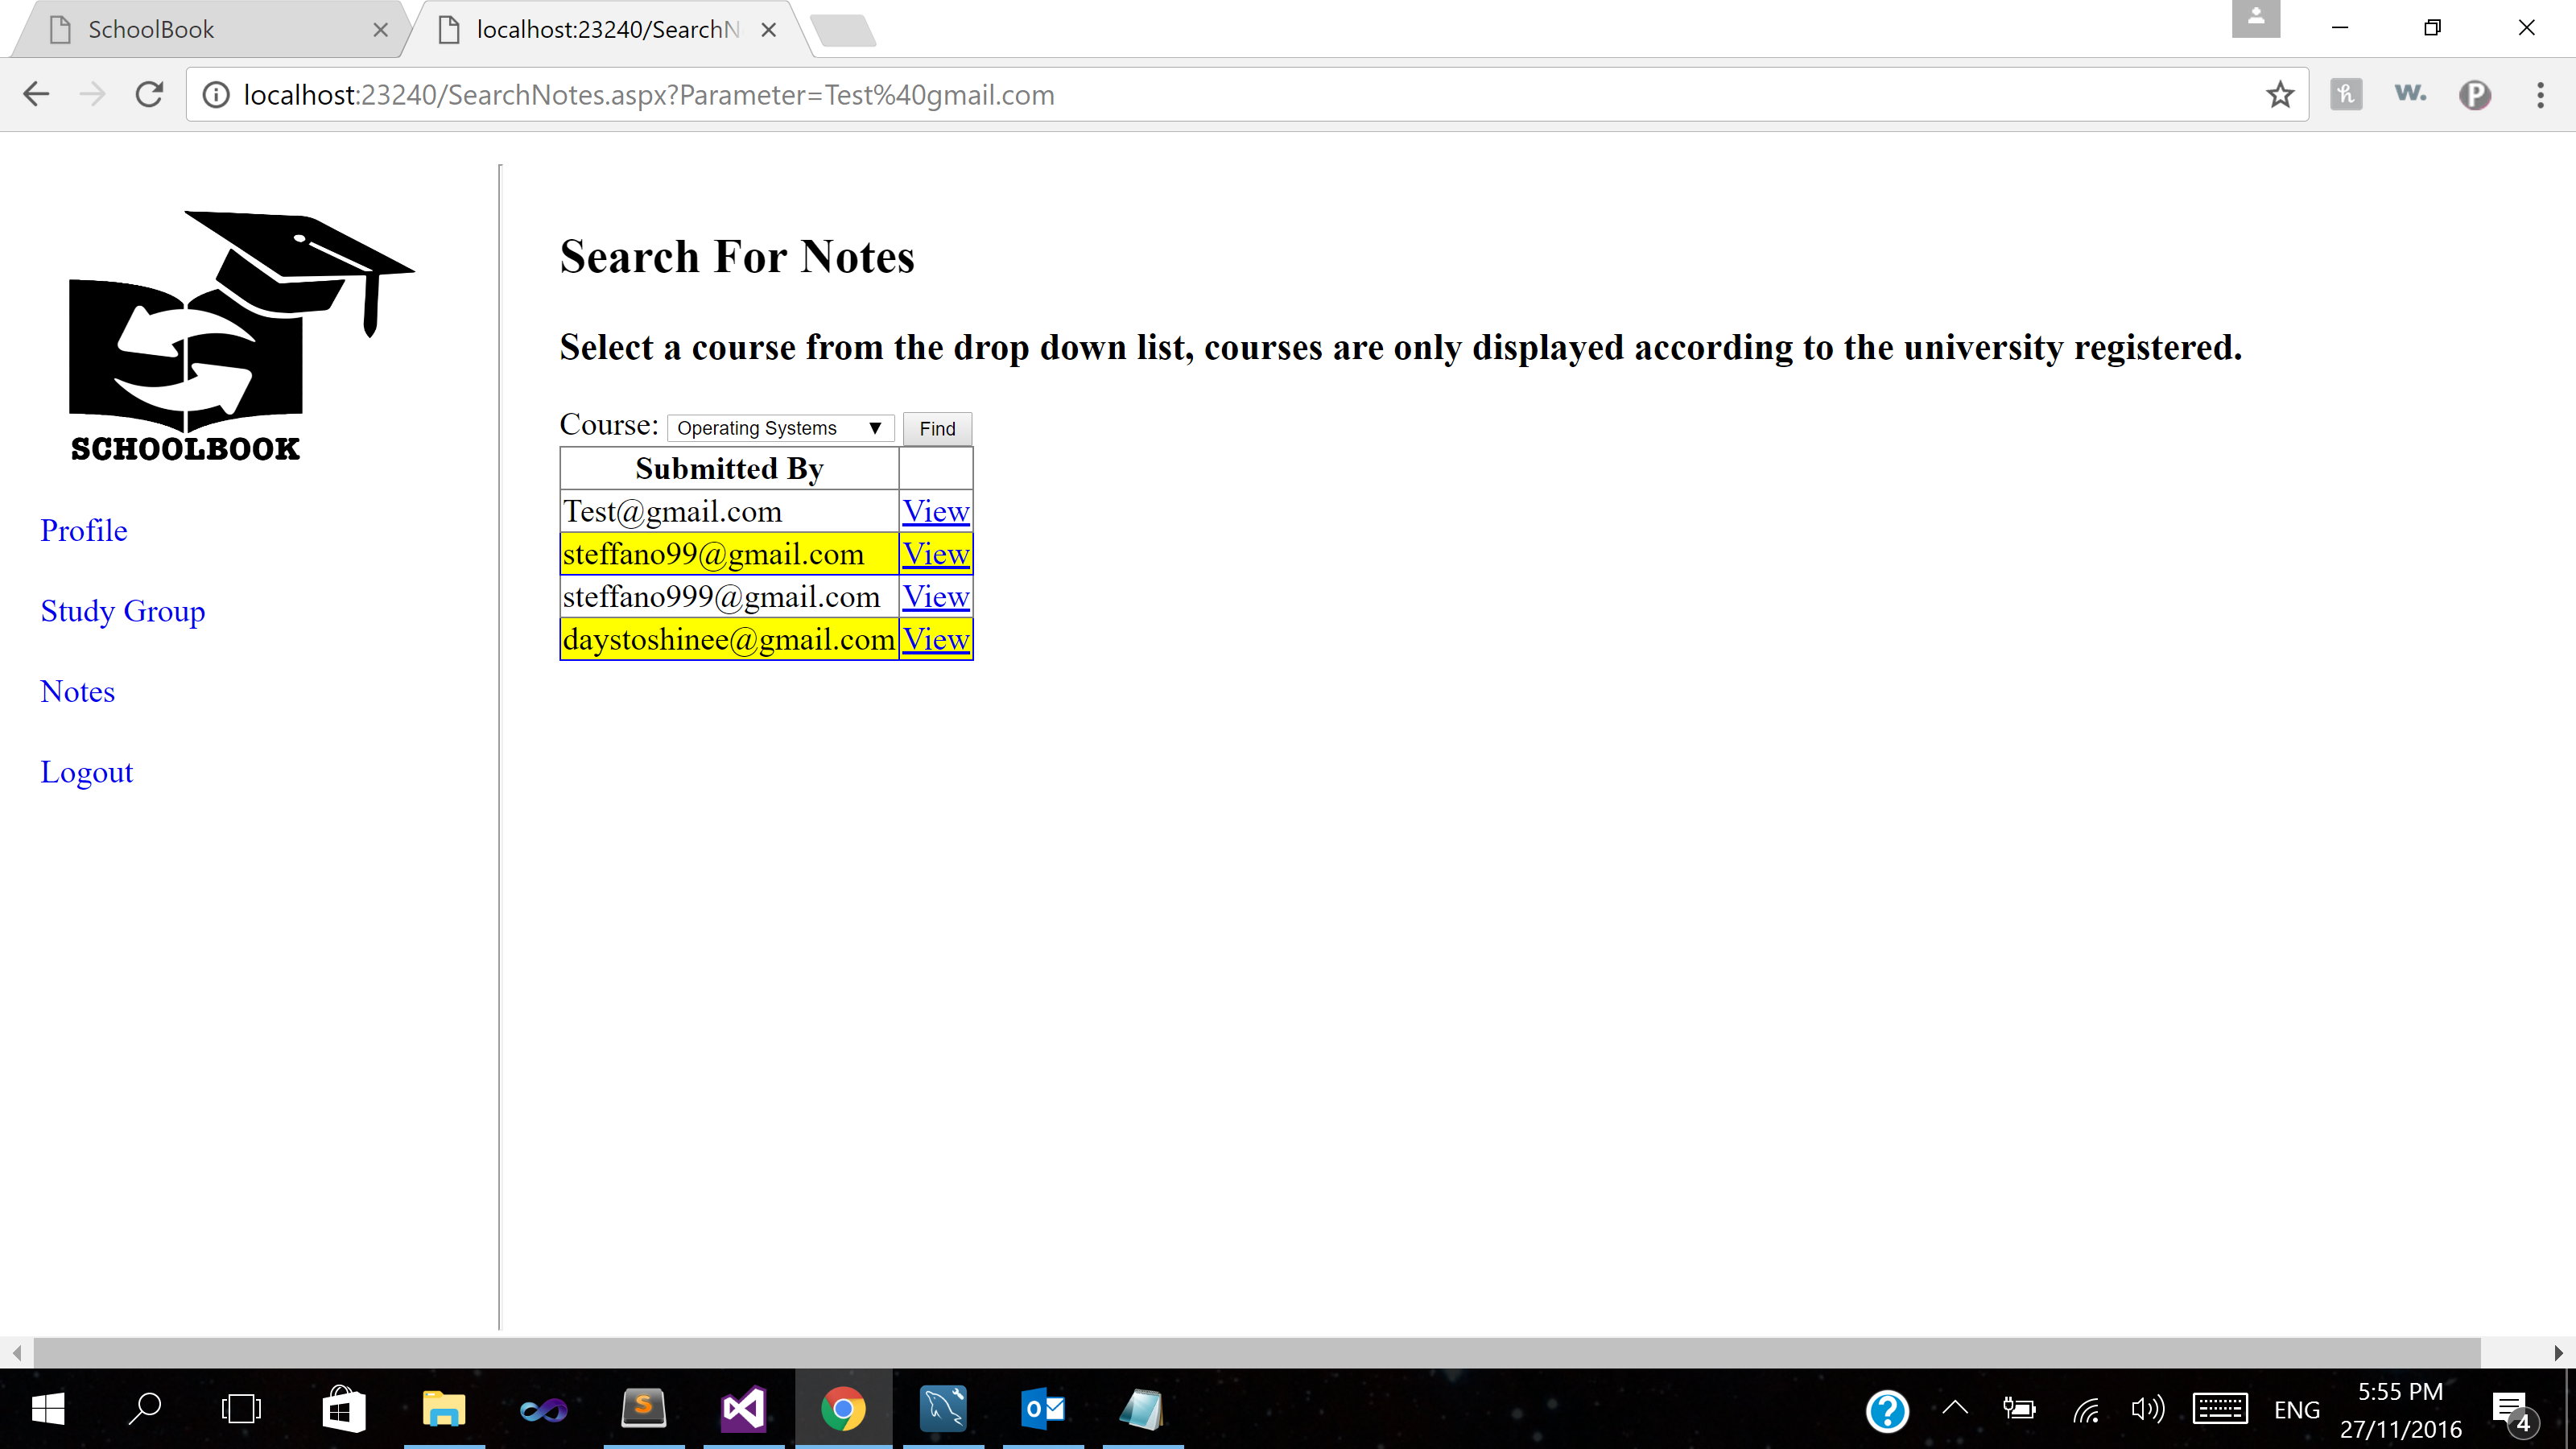 SchoolBook
localhost:23240/SearchN
localhost:23240/SearchNotes.aspx?Parameter=Test%40gmail.com
SCHOOLBOOK
Profile
Study Group
Notes
Logout
Search For Notes
Select a course from the drop down list, courses are only displayed according to the university registered.
Course: Operating Systems Find
Submitted By
Test@gmail.com View
steffano99@gmail.com View
steffano999@gmail.com View
daystoshinee@gmail.com View
ENG
5:55 PM
27/11/2016
4